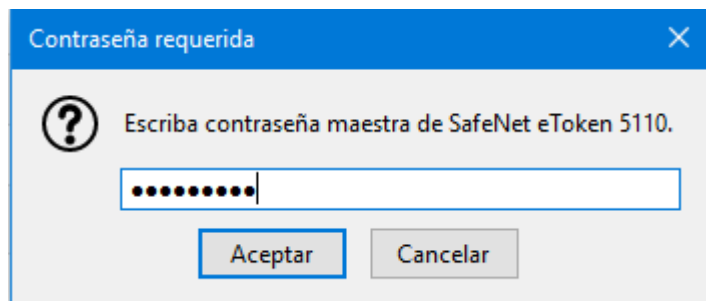 Contraseña requerida
Escriba contraseña maestra de SafeNet eToken 5110.
•••••••••
Aceptar
Cancelar